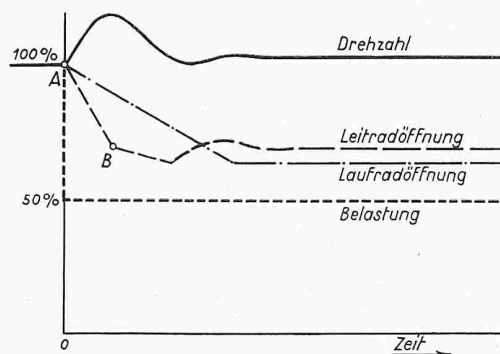 100%
Drehzahl
A
B
Leitradöffnung
Laufradöffnung
50%
Belastung
0
Zeit